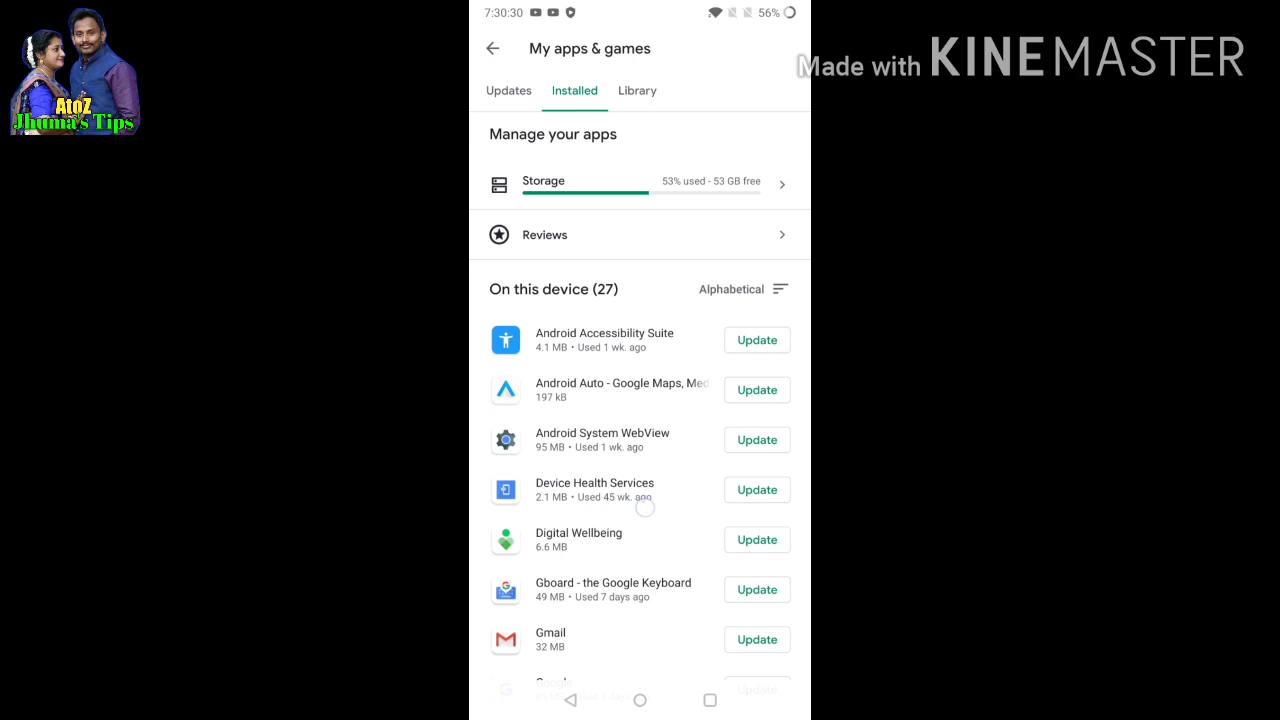 7:30:30
56%
My apps & games
Made with KINEMASTER
Updates
Installed
Library
AtoZ
Jhuma's Tips
Manage your apps
Storage
53% used - 53 GB free
Reviews
On this device (27)
Alphabetical
Android Accessibility Suite
4.1 MB • Used 1 wk. ago
Update
Android Auto - Google Maps, Med
197 kB
Update
Android System WebView
95 MB • Used 1 wk. ago
Update
Device Health Services
2.1 MB • Used 45 wk. ago
Update
Digital Wellbeing
6.6 MB
Update
Gboard - the Google Keyboard
49 MB • Used 7 days ago
Update
Gmail
32 MB
Update
Google
Update